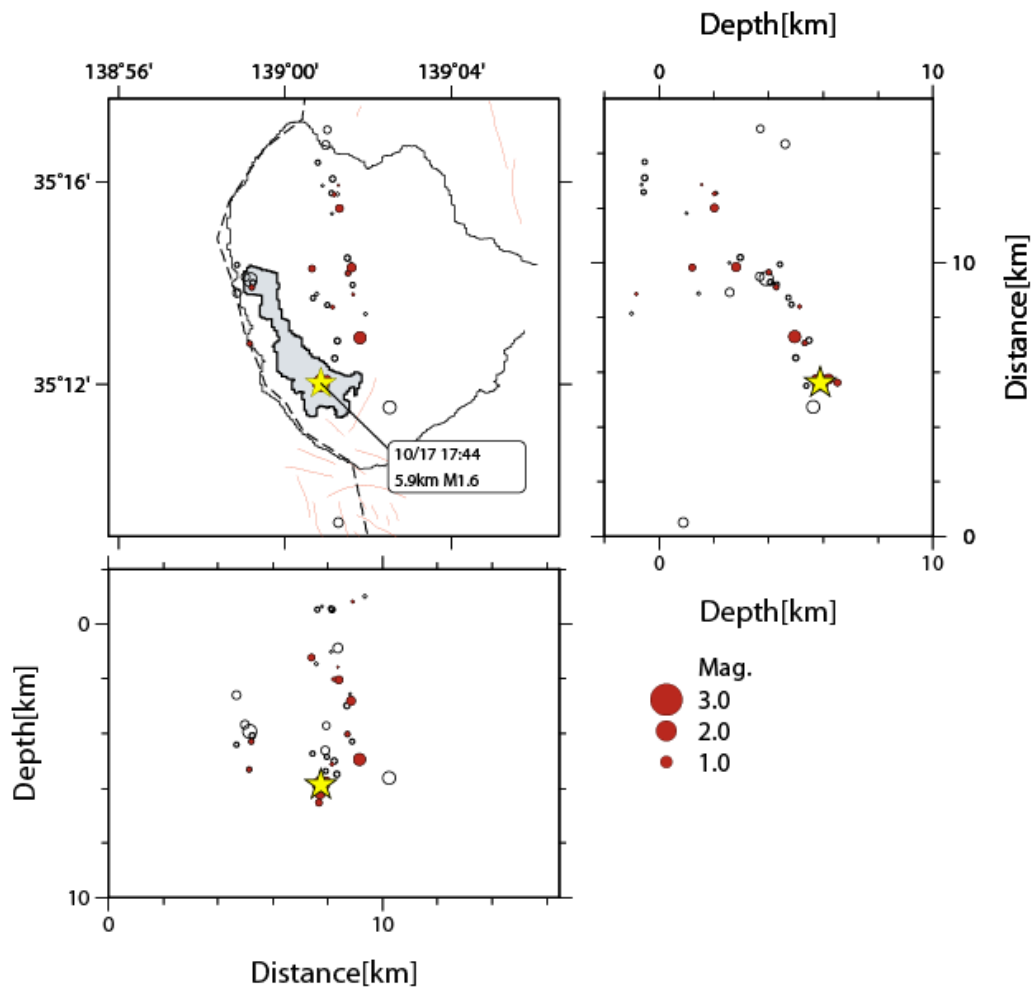 Depth[km]
138˚56'
139˚00'
139˚04'
0
10
35˚16'
35˚12'
10/17 17:44
5.9km M1.6
10
0
Distance[km]
0
10
Depth[km]
0
10
Depth[km]
0
10
Distance[km]
Mag.
3.0
2.0
1.0